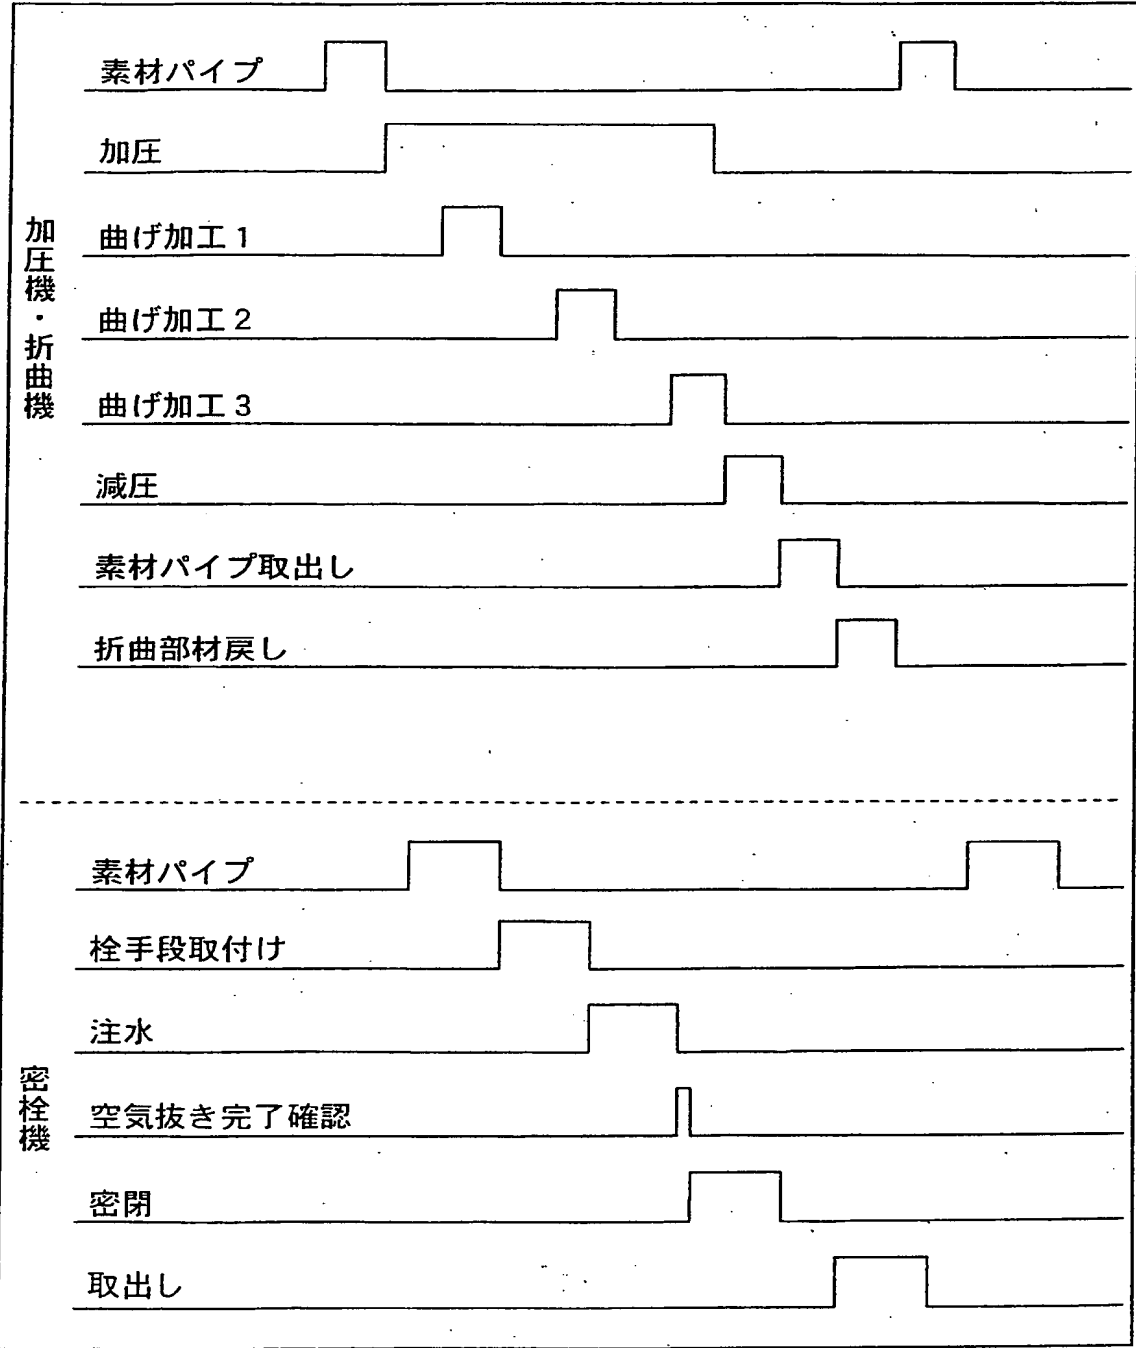 加圧機・折曲機
素材パイプ
加圧
曲げ加工1
曲げ加工2
曲げ加工3
減圧
素材パイプ取出し
折曲部材戻し
密栓機
素材パイプ
栓手段取付け
注水
空気抜き完了確認
密閉
取出し